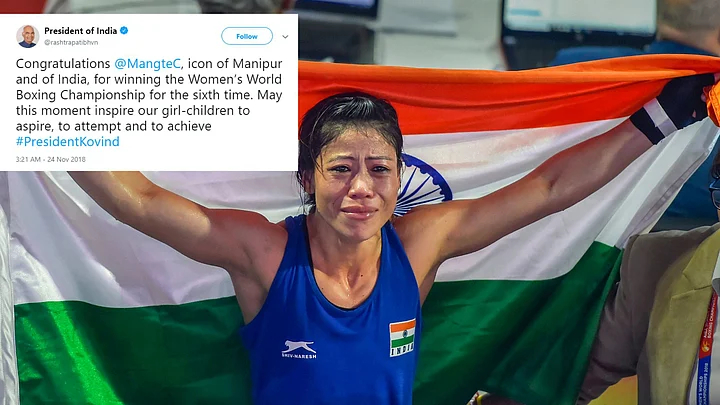 President of India
@rashtrapatibhvn
Follow
Congratulations @MangteC, icon of Manipur
and of India, for winning the Women's World
Boxing Championship for the sixth time. May
this moment inspire our girl-children to
aspire, to attempt and to achieve
#PresidentKovind
3:21 AM - 24 Nov 2018
SHIV-NARESH
INDIA